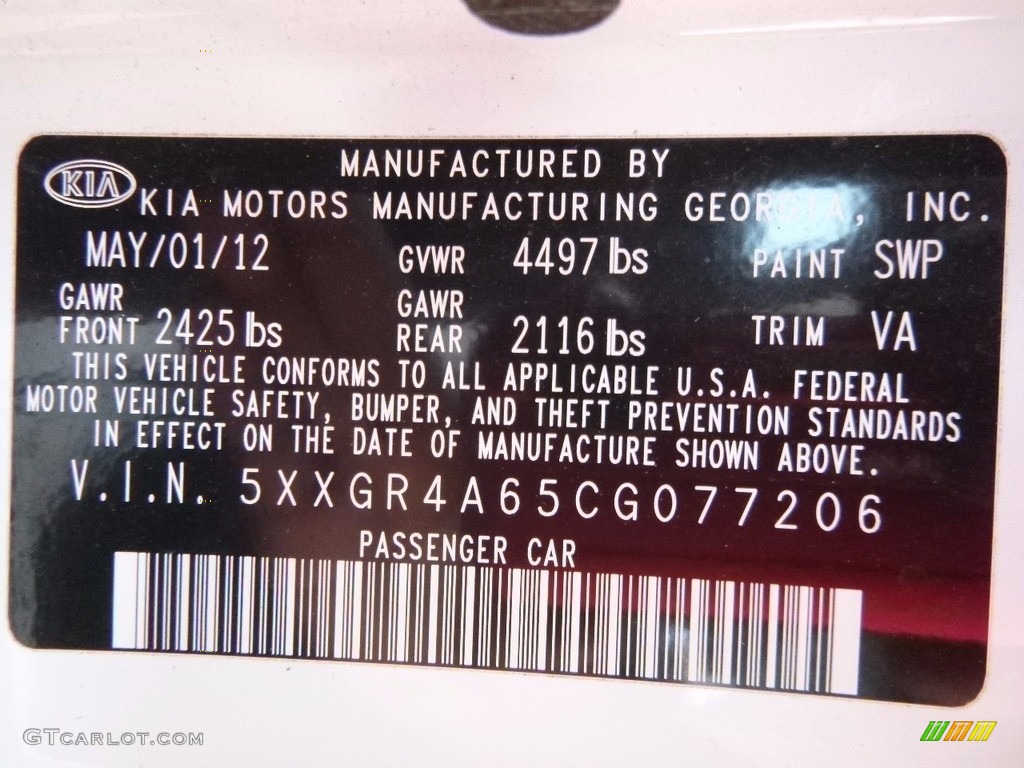 MANUFACTURED BY
KIA KIA MOTORS MANUFACTURING GEORGIA, INC.
MAY/01/12 GVWR 4497 lbs PAINT SWP
GAWR GAWR
FRONT 2425 lbs REAR 2116 lbs TRIM VA
THIS VEHICLE CONFORMS TO ALL APPLICABLE U.S.A. FEDERAL
MOTOR VEHICLE SAFETY, BUMPER, AND THEFT PREVENTION STANDARDS
IN EFFECT ON THE DATE OF MANUFACTURE SHOWN ABOVE.
V.I.N. 5XXGR4A65CG077206
PASSENGER CAR
GTCARLOT.COM